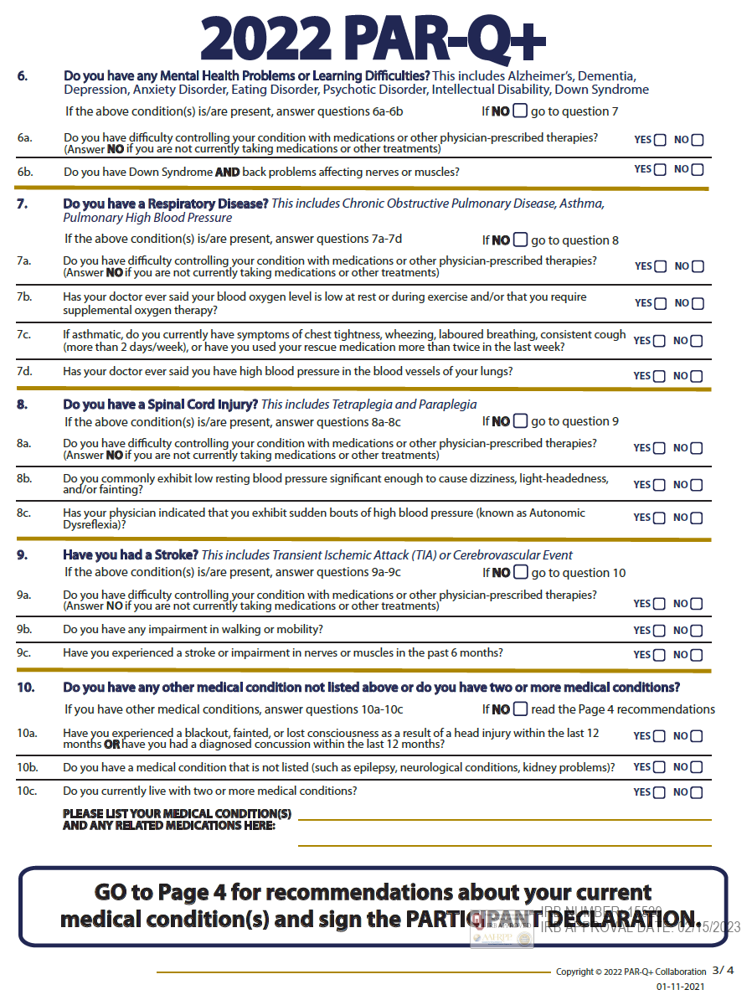 2022 PAR-Q+
6. Do you have any Mental Health Problems or Learning Difficulties? This includes Alzheimer's, Dementia,
Depression, Anxiety Disorder, Eating Disorder, Psychotic Disorder, Intellectual Disability, Down Syndrome
If the above condition(s) is/are present, answer questions 6a-6b If NO go to question 7
6a. Do you have difficulty controlling your condition with medications or other physician-prescribed therapies? YES NO
(Answer NO if you are not currently taking medications or other treatments)
6b. Do you have Down Syndrome AND back problems affecting nerves or muscles? YES NO
7. Do you have a Respiratory Disease? This includes Chronic Obstructive Pulmonary Disease, Asthma,
Pulmonary High Blood Pressure
If the above condition(s) is/are present, answer questions 7a-7d If NO go to question 8
7a. Do you have difficulty controlling your condition with medications or other physician-prescribed therapies? YES NO
(Answer NO if you are not currently taking medications or other treatments)
7b. Has your doctor ever said your blood oxygen level is low at rest or during exercise and/or that you require YES NO
supplemental oxygen therapy?
7c. If asthmatic, do you currently have symptoms of chest tightness, wheezing, laboured breathing, consistent cough YES NO
(more than 2 days/week), or have you used your rescue medication more than twice in the last week?
7d. Has your doctor ever said you have high blood pressure in the blood vessels of your lungs? YES NO
8. Do you have a Spinal Cord Injury? This includes Tetraplegia and Paraplegia
If the above condition(s) is/are present, answer questions 8a-8c If NO go to question 9
8a. Do you have difficulty controlling your condition with medications or other physician-prescribed therapies? YES NO
(Answer NO if you are not currently taking medications or other treatments)
8b. Do you commonly exhibit low resting blood pressure significant enough to cause dizziness, light-headedness, YES NO
and/or fainting?
8c. Has your physician indicated that you exhibit sudden bouts of high blood pressure (known as Autonomic YES NO
Dysreflexia)?
9. Have you had a Stroke? This includes Transient Ischemic Attack (TIA) or Cerebrovascular Event
If the above condition(s) is/are present, answer questions 9a-9c If NO go to question 10
9a. Do you have difficulty controlling your condition with medications or other physician-prescribed therapies? YES NO
(Answer NO if you are not currently taking medications or other treatments)
9b. Do you have any impairment in walking or mobility? YES NO
9c. Have you experienced a stroke or impairment in nerves or muscles in the past 6 months? YES NO
10. Do you have any other medical condition not listed above or do you have two or more medical conditions?
If you have other medical conditions, answer questions 10a-10c If NO read the Page 4 recommendations
10a. Have you experienced a blackout, fainted, or lost consciousness as a result of a head injury within the last 12 YES NO
months OR have you had a diagnosed concussion within the last 12 months?
10b. Do you have a medical condition that is not listed (such as epilepsy, neurological conditions, kidney problems)? YES NO
10c. Do you currently live with two or more medical conditions? YES NO
PLEASE LIST YOUR MEDICAL CONDITION(S)
AND ANY RELATED MEDICATIONS HERE:
GO to Page 4 for recommendations about your current
medical condition(s) and sign the PARTICIPANT DECLARATION.
IRB NUMBER: 15529
IRB APPROVED
IRB APPROVAL DATE: 02/15/2023
AAHRPP
Copyright © 2022 PAR-Q+ Collaboration 3/ 4
01-11-2021